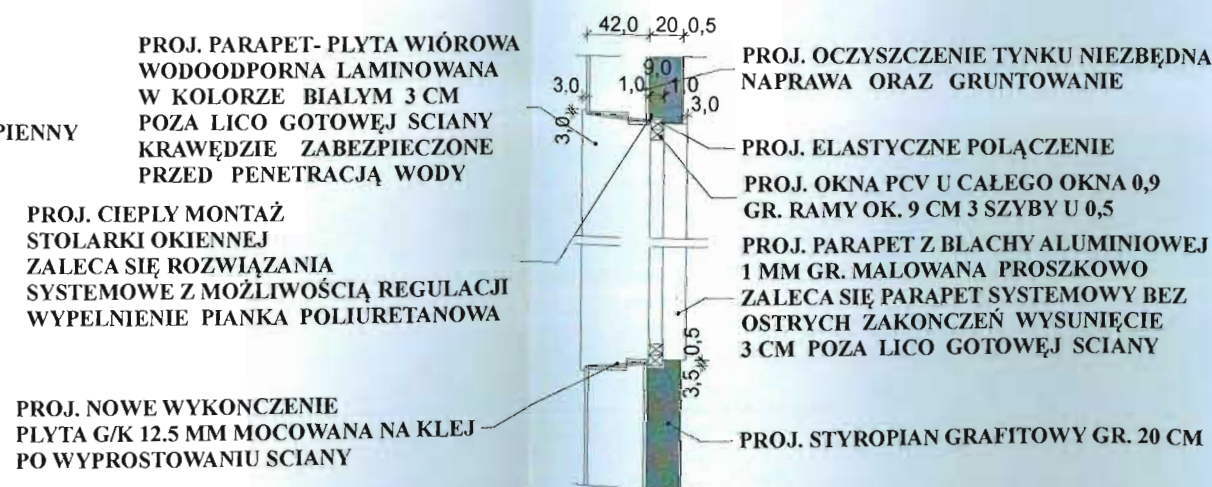 42,0 20 0,5
PROJ. PARAPET- PLYTA WIÓROWA
WODOODPORNA LAMINOWANA
W KOLORZE BIALYM 3 CM
POZA LICO GOTOWĘJ SCIANY
KRAWĘDZIE ZABEZPIECZONE
PRZED PENETRACJĄ WODY
PIENNY
PROJ. CIEPLY MONTAŻ
STOLARKI OKIENNEJ
ZALECA SIĘ ROZWIĄZANIA
SYSTEMOWE Z MOŻLIWOŚCIĄ REGULACJI
WYPELNIENIE PIANKA POLIURETANOWA
PROJ. NOWE WYKONCZENIE
PLYTA G/K 12.5 MM MOCOWANA NA KLEJ
PO WYPROSTOWANIU SCIANY
9,0
3,0 1,0 1,0
3,0
3,0
0,5
3,5
PROJ. OCZYSZCZENIE TYNKU NIEZBĘDNA
NAPRAWA ORAZ GRUNTOWANIE
PROJ. ELASTYCZNE POLĄCZENIE
PROJ. OKNA PCV U CAŁEGO OKNA 0,9
GR. RAMY OK. 9 CM 3 SZYBY U 0,5
PROJ. PARAPET Z BLACHY ALUMINIOWEJ
1 MM GR. MALOWANA PROSZKOWO
ZALECA SIĘ PARAPET SYSTEMOWY BEZ
OSTRYCH ZAKONCZEŃ WYSUNIĘCIE
3 CM POZA LICO GOTOWĘJ SCIANY
PROJ. STYROPIAN GRAFITOWY GR. 20 CM